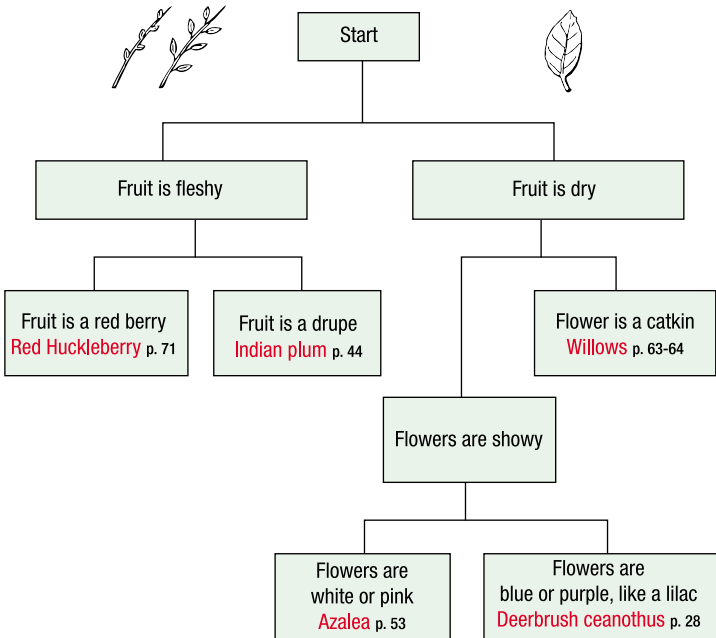 Start
Fruit is fleshy
Fruit is dry
Fruit is a red berry
Red Huckleberry p. 71
Fruit is a drupe
Indian plum p. 44
Flower is a catkin
Willows p. 63-64
Flowers are showy
Flowers are
white or pink
Azalea p. 53
Flowers are
blue or purple, like a lilac
Deerbrush ceanothus p. 28